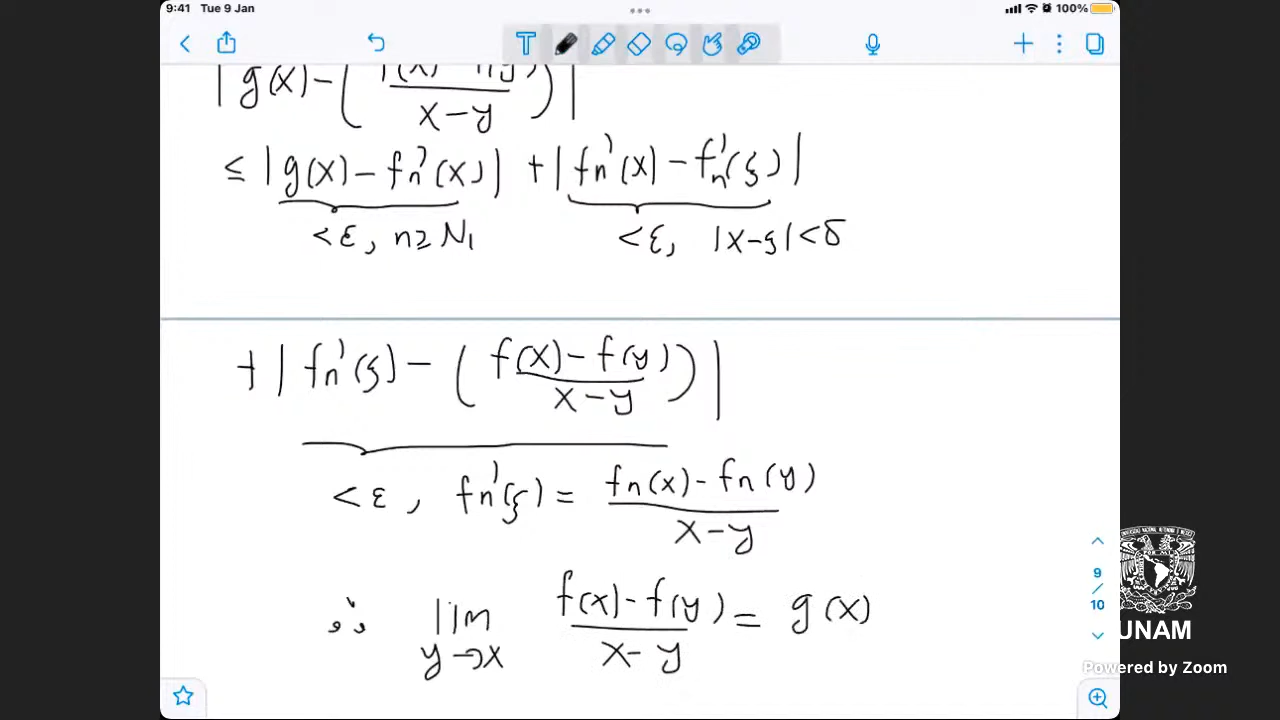 9:41 Tue 9 Jan
100%
| g(x) - ( f(x) - f(y) / x - y ) |
≤ | g(x) - fn'(x) | + | fn'(x) - fn'(ξ) |
< ε, n ≥ N₁ < ε, |x - ξ| < δ
+ | fn'(ξ) - ( f(x) - f(y) / x - y ) |
< ε, fn'(ξ) = fn(x) - fn(y) / x - y
∴ lim y→x f(x) - f(y) / x - y = g(x)
9 / 10
UNAM
Powered by Zoom